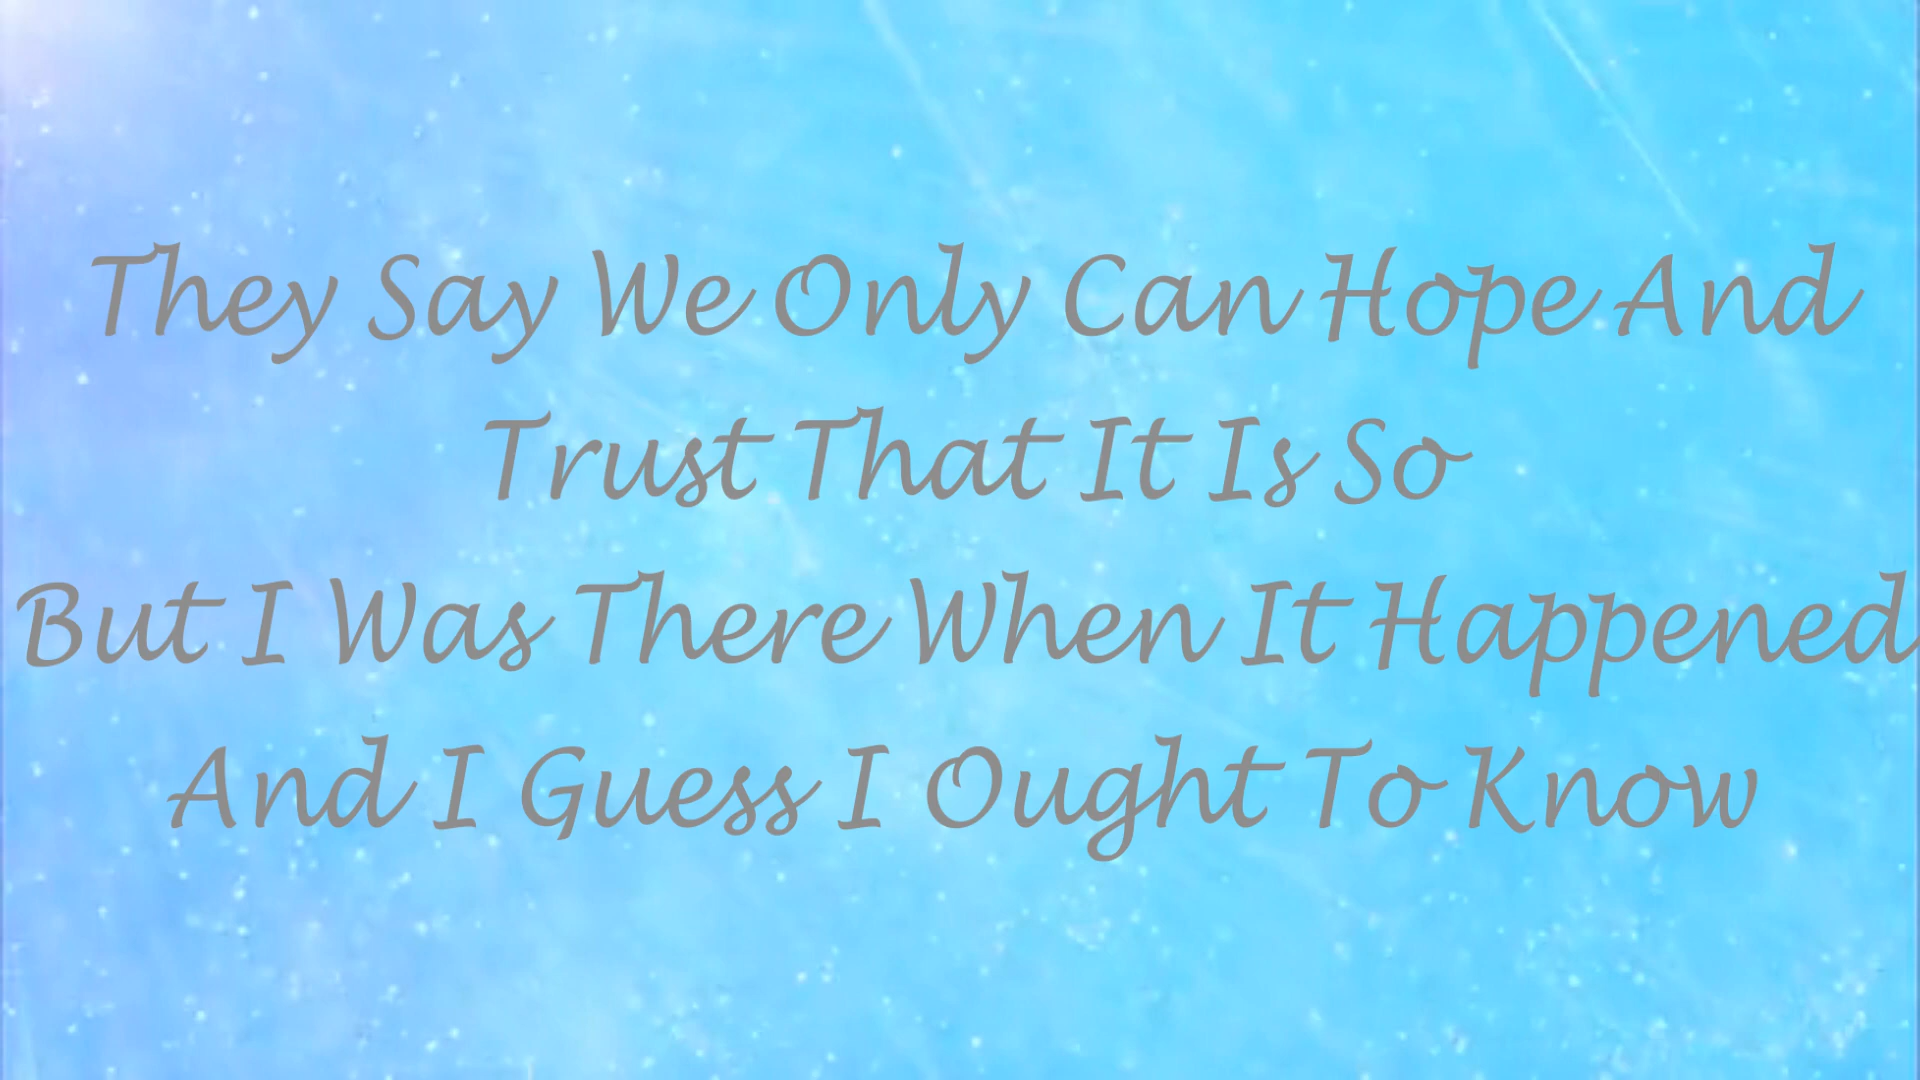 They Say We Only Can Hope And
Trust That It Is So
But I Was There When It Happened
And I Guess I Ought To Know